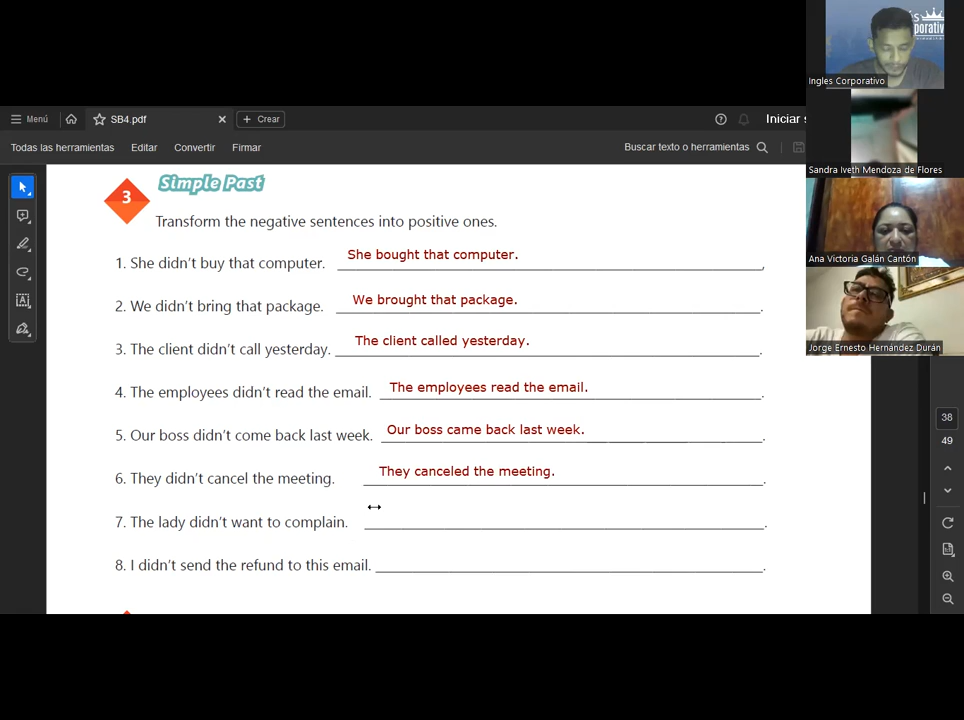 Menú
SB4.pdf
Crear
Iniciar s
Todas las herramientas
Editar
Convertir
Firmar
Buscar texto o herramientas
3
Simple Past
Transform the negative sentences into positive ones.
1. She didn't buy that computer. She bought that computer.
2. We didn't bring that package. We brought that package.
3. The client didn't call yesterday. The client called yesterday.
4. The employees didn't read the email. The employees read the email.
5. Our boss didn't come back last week. Our boss came back last week.
6. They didn't cancel the meeting. They canceled the meeting.
7. The lady didn't want to complain.
8. I didn't send the refund to this email.
38
49
Ingles Corporativo
Sandra Iveth Mendoza de Flores
Ana Victoria Galán Cantón
Jorge Ernesto Hernández Durán